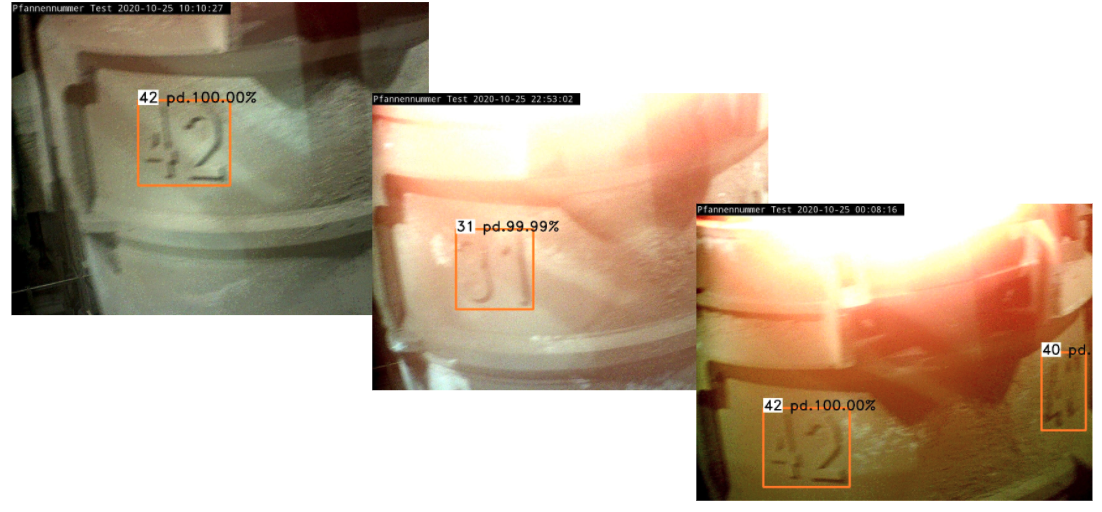 Pfannennummer Test 2020-10-25 10:10:27
42 pd.100.00%
42
Pfannennummer Test 2020-10-25 22:53:02
31 pd.99.99%
31
Pfannennummer Test 2020-10-25 00:08:16
40 pd.
42 pd.100.00%
42